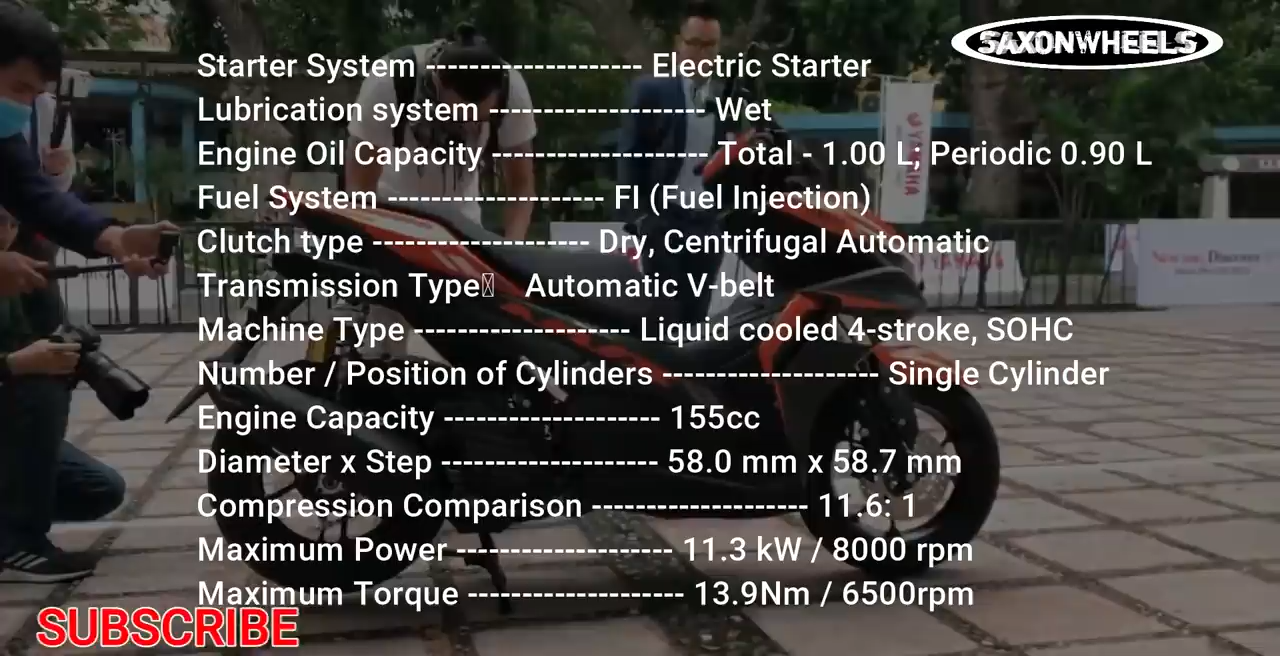 SAXONWHEELS
Starter System -------------------- Electric Starter
Lubrication system -------------------- Wet
Engine Oil Capacity -------------------- Total - 1.00 L; Periodic 0.90 L
Fuel System -------------------- FI (Fuel Injection)
Clutch type -------------------- Dry, Centrifugal Automatic
Transmission Type Automatic V-belt
Machine Type -------------------- Liquid cooled 4-stroke, SOHC
Number / Position of Cylinders -------------------- Single Cylinder
Engine Capacity -------------------- 155cc
Diameter x Step -------------------- 58.0 mm x 58.7 mm
Compression Comparison -------------------- 11.6: 1
Maximum Power -------------------- 11.3 kW / 8000 rpm
Maximum Torque -------------------- 13.9Nm / 6500rpm
SUBSCRIBE
YAMAHA